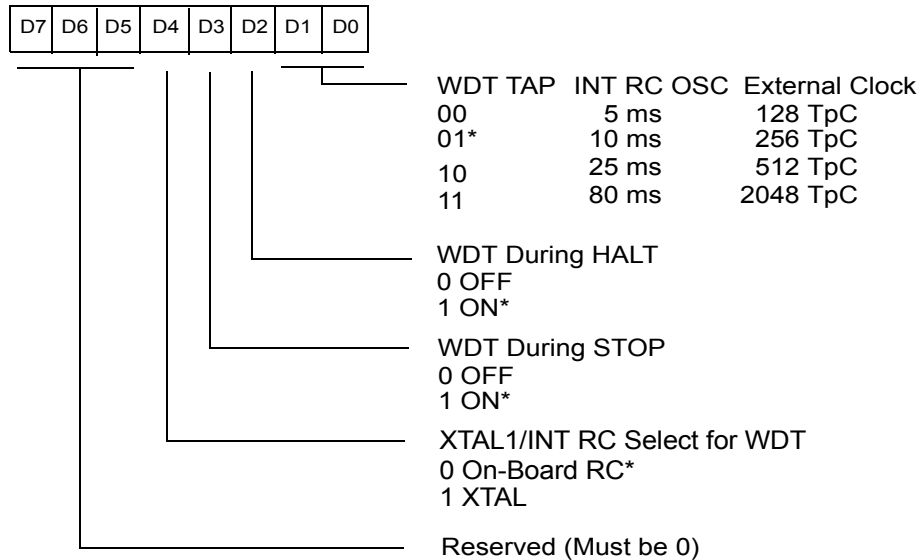 D7 D6 D5 D4 D3 D2 D1 D0
WDT TAP INT RC OSC External Clock
00 5 ms 128 TpC
01* 10 ms 256 TpC
10 25 ms 512 TpC
11 80 ms 2048 TpC
WDT During HALT
0 OFF
1 ON*
WDT During STOP
0 OFF
1 ON*
XTAL1/INT RC Select for WDT
0 On-Board RC*
1 XTAL
Reserved (Must be 0)